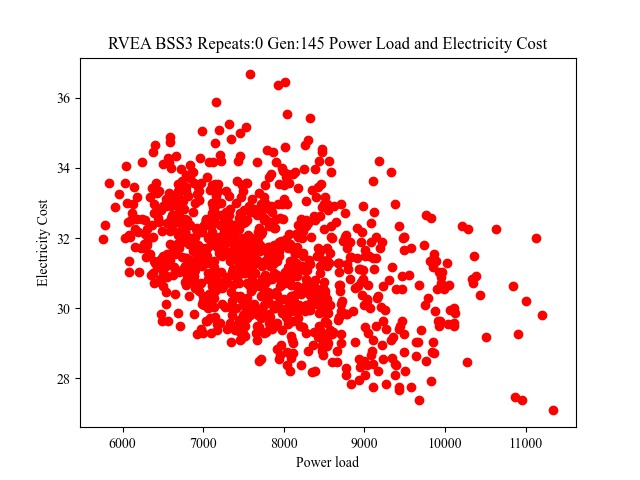 RVEA BSS3 Repeats:0 Gen:145 Power Load and Electricity Cost
Electricity Cost
36
34
32
30
28
6000 7000 8000 9000 10000 11000
Power load